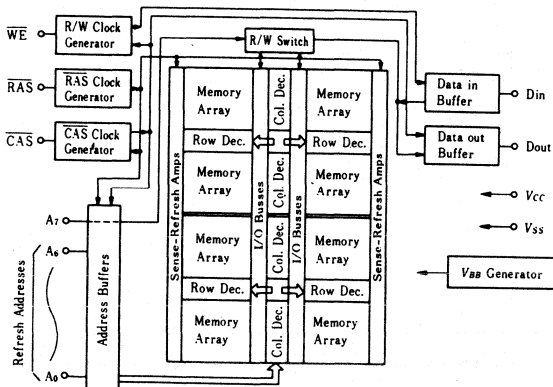 WE
R/W Clock
Generator
RAS
RAS Clock
Generator
CAS
CAS Clock
Generator
R/W Switch
Data in
Buffer
Din
Data out
Buffer
Dout
VCC
VSS
VBB Generator
A7
A6
A0
Refresh Addresses
Address Buffers
Sense-Refresh Amps
Memory
Array
Row Dec.
Memory
Array
Memory
Array
Row Dec.
Memory
Array
I/O Busses
Col. Dec.
Col. Dec.
Col. Dec.
Col. Dec.
I/O Busses
Memory
Array
Row Dec.
Memory
Array
Memory
Array
Row Dec.
Memory
Array
Sense-Refresh Amps